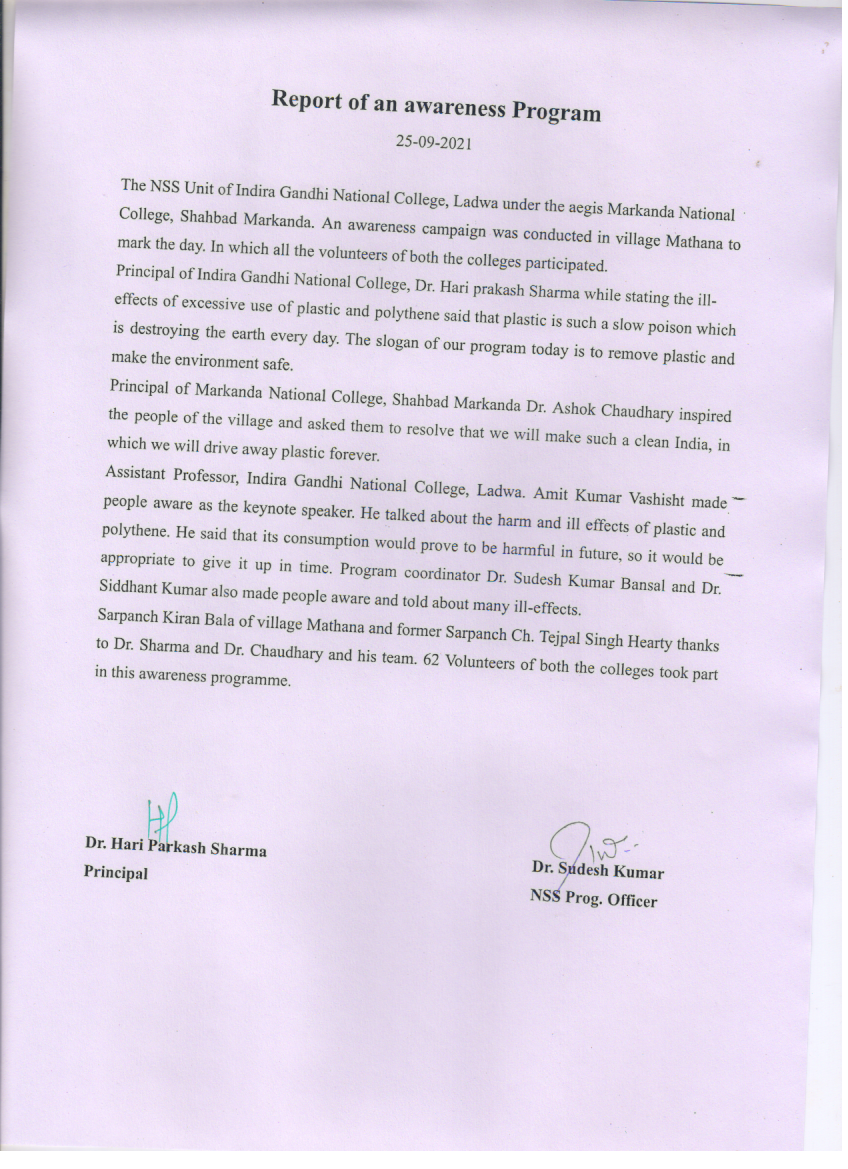 Report of an awareness Program
25-09-2021
The NSS Unit of Indira Gandhi National College, Ladwa under the aegis Markanda National
College, Shahbad Markanda. An awareness campaign was conducted in village Mathana to
mark the day. In which all the volunteers of both the colleges participated.
Principal of Indira Gandhi National College, Dr. Hari prakash Sharma while stating the ill-
effects of excessive use of plastic and polythene said that plastic is such a slow poison which
is destroying the earth every day. The slogan of our program today is to remove plastic and
make the environment safe.
Principal of Markanda National College, Shahbad Markanda Dr. Ashok Chaudhary inspired
the people of the village and asked them to resolve that we will make such a clean India, in
which we will drive away plastic forever.
Assistant Professor, Indira Gandhi National College, Ladwa. Amit Kumar Vashisht made
people aware as the keynote speaker. He talked about the harm and ill effects of plastic and
polythene. He said that its consumption would prove to be harmful in future, so it would be
appropriate to give it up in time. Program coordinator Dr. Sudesh Kumar Bansal and Dr.
Siddhant Kumar also made people aware and told about many ill-effects.
Sarpanch Kiran Bala of village Mathana and former Sarpanch Ch. Tejpal Singh Hearty thanks
to Dr. Sharma and Dr. Chaudhary and his team. 62 Volunteers of both the colleges took part
in this awareness programme.
Dr. Hari Parkash Sharma
Principal
Dr. Sudesh Kumar
NSS Prog. Officer